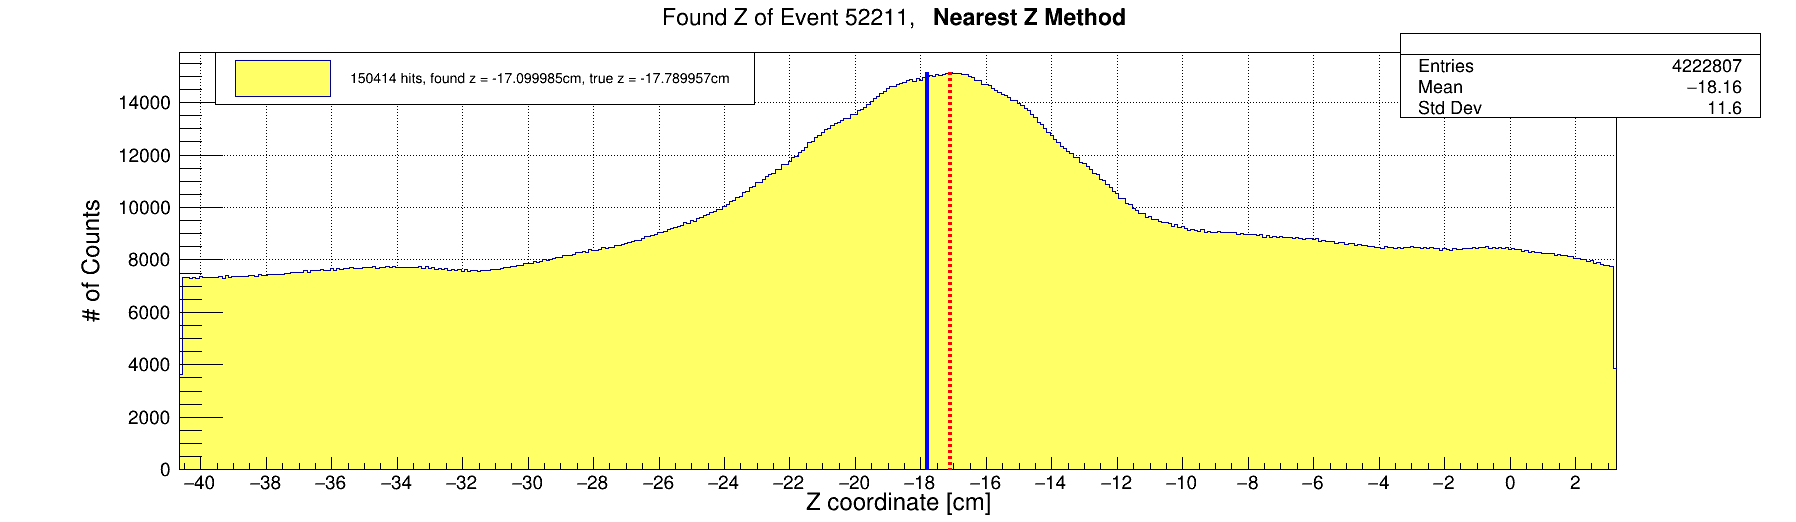 Found Z of Event 52211, Nearest Z Method
150414 hits, found z = -17.099985cm, true z = -17.789957cm
Entries 4222807
Mean −18.16
Std Dev 11.6
# of Counts
14000
12000
10000
8000
6000
4000
2000
0
−40 −38 −36 −34 −32 −30 −28 −26 −24 −22 −20 −18 −16 −14 −12 −10 −8 −6 −4 −2 0 2
Z coordinate [cm]